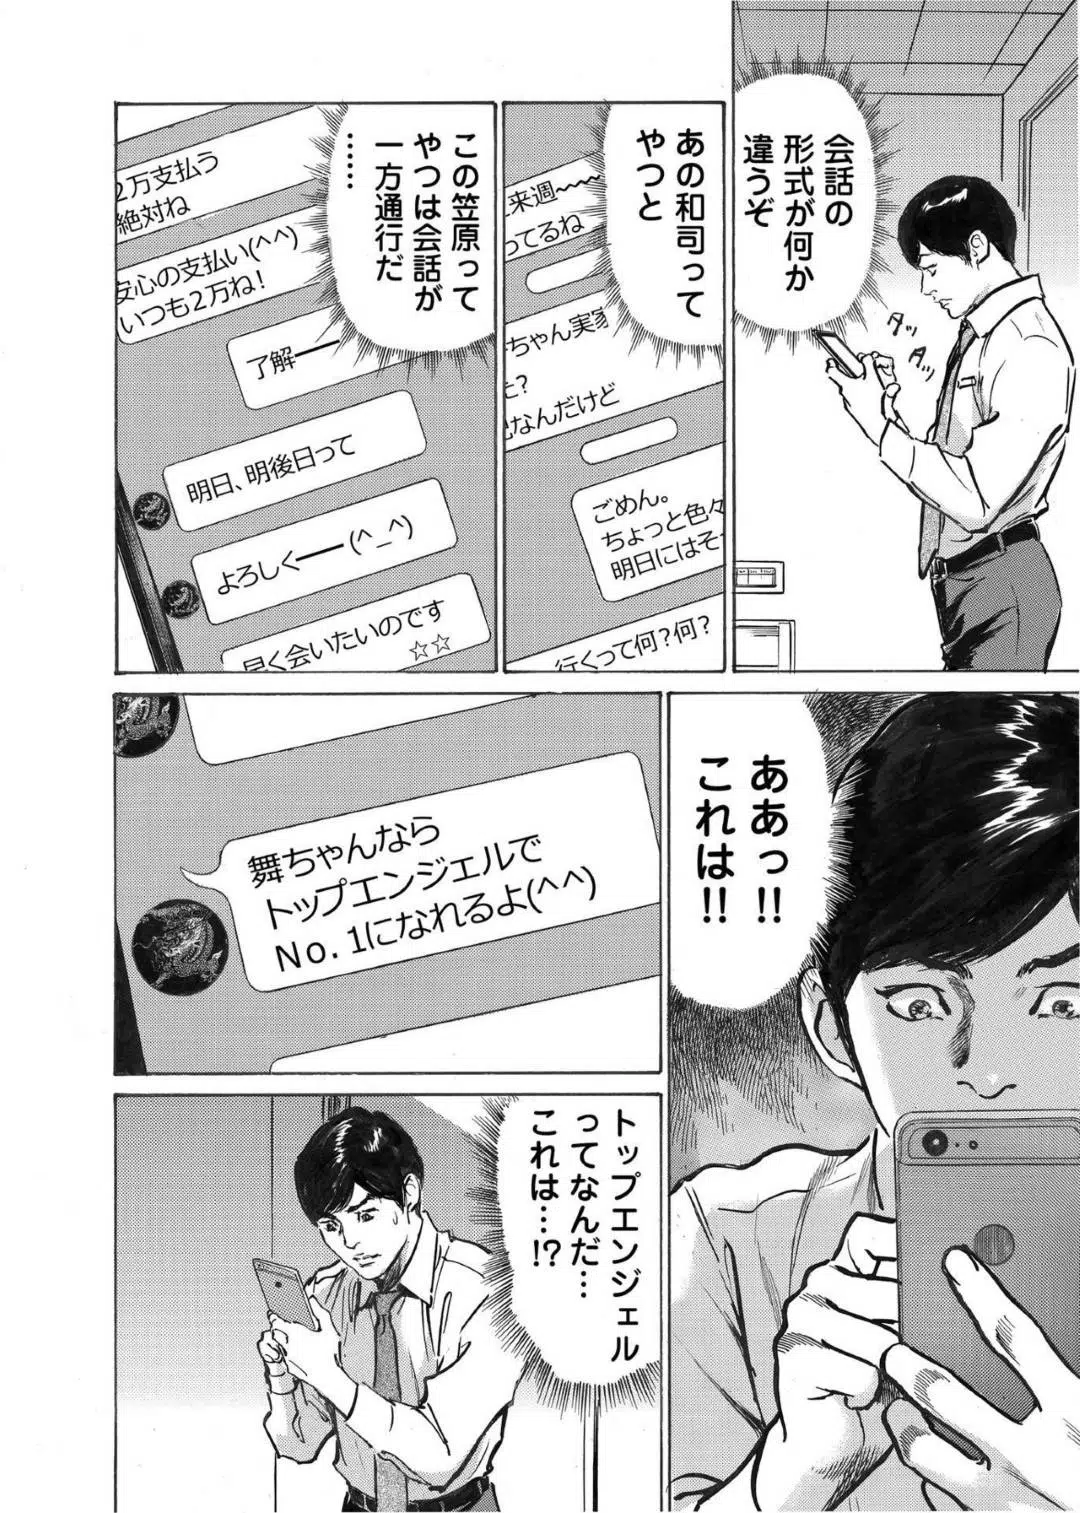 会話の
形式が何か
違うぞ
タッ
タッ
あの和司って
やつと
来週〜〜
ってるね
ちゃん実家
た?
なんだけど
ごめん。
ちょっと色々
明日にはそ
行くって何?何?
この笠原って
やつは会話が
一方通行だ
……
2万支払う
絶対ね
安心の支払い(^^)
いつも2万ね!
了解ー
明日、明後日って
よろしくー(^_^)
早く会いたいのです
☆☆
ああっ!!
これは!!
舞ちゃんなら
トップエンジェルで
No.1になれるよ(^^)
トップエンジェル
ってなんだ…
これは…!?